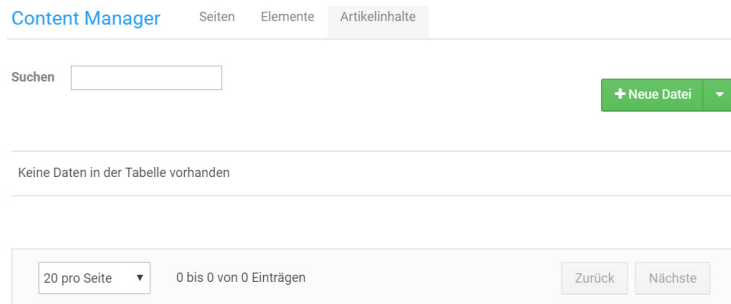 Content Manager Seiten Elemente Artikelinhalte
Suchen
+ Neue Datei
Keine Daten in der Tabelle vorhanden
20 pro Seite 0 bis 0 von 0 Einträgen Zurück Nächste